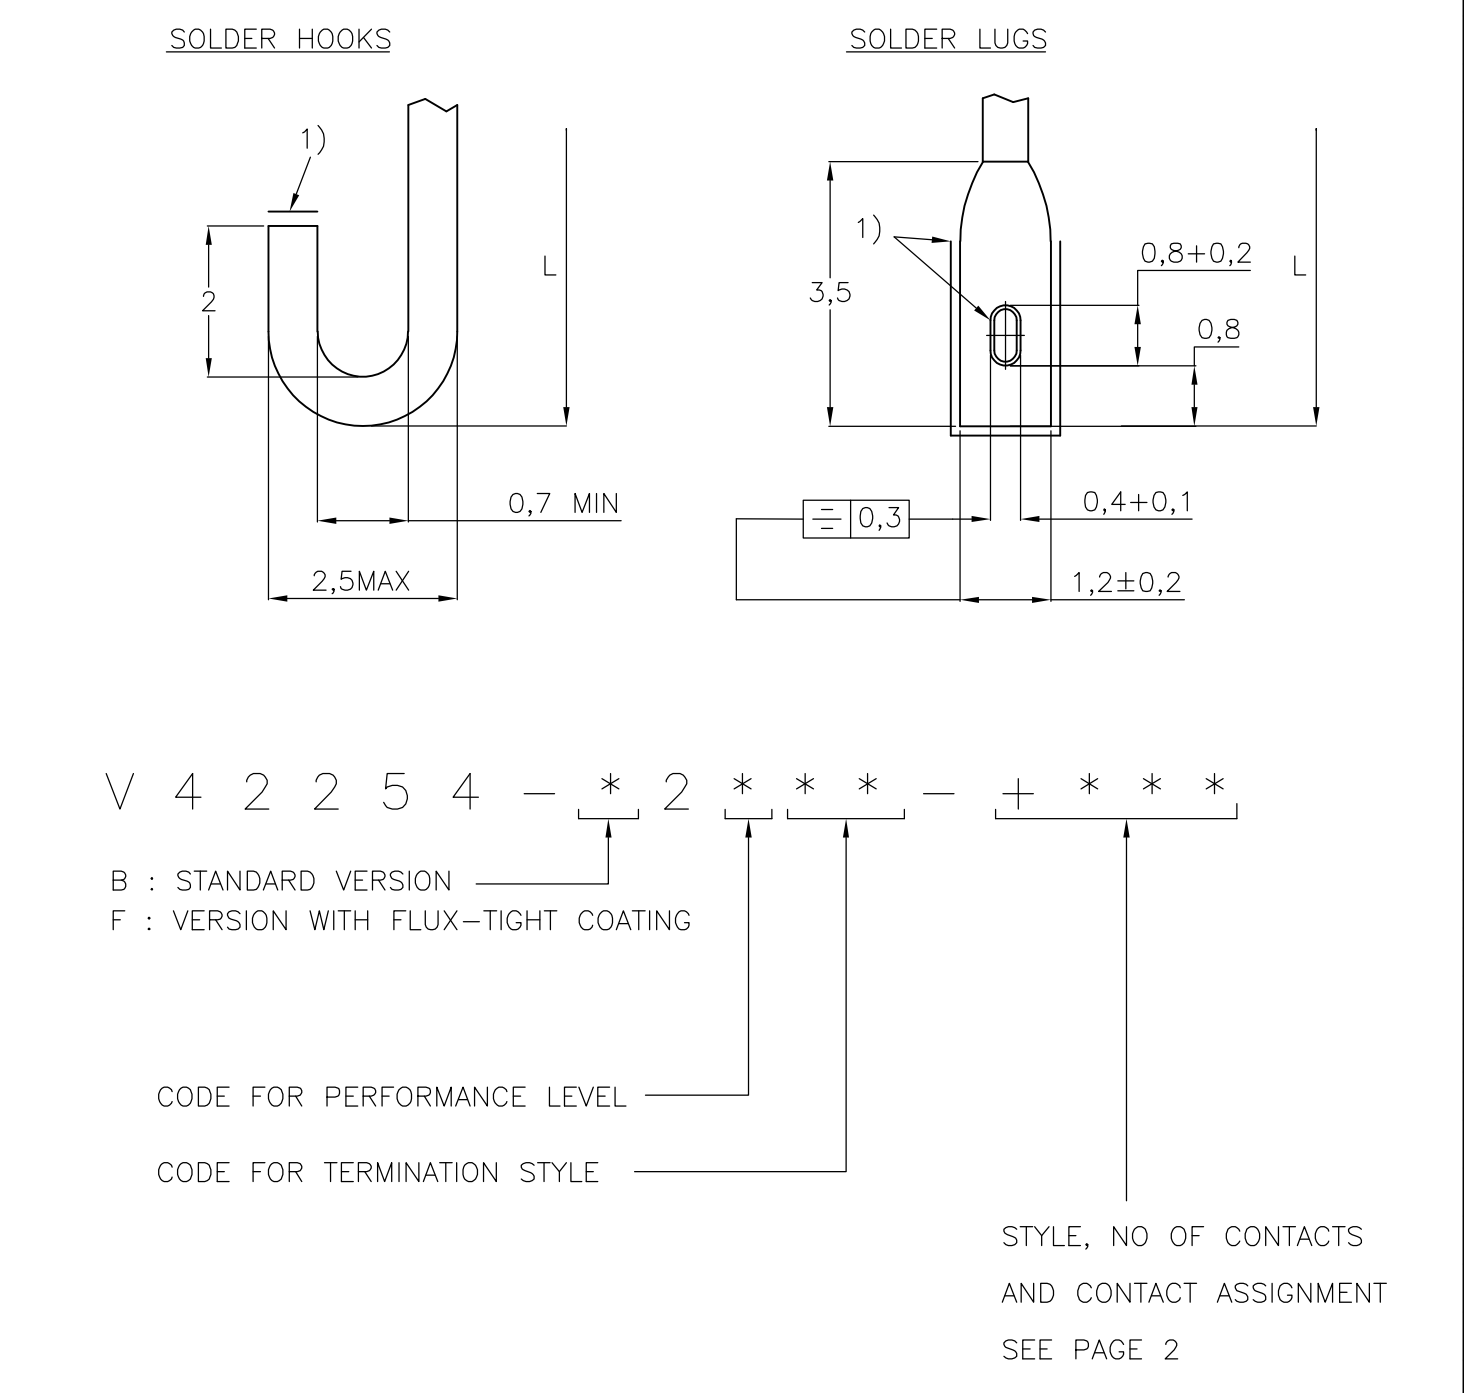 SOLDER HOOKS
SOLDER LUGS
1)
2
L
0,7 MIN
2,5MAX
1)
3,5
0,8+0,2
0,8
L
0,3
0,4+0,1
1,2±0,2
V 4 2 2 5 4 - * 2 * * * - + * * *
B : STANDARD VERSION
F : VERSION WITH FLUX-TIGHT COATING
CODE FOR PERFORMANCE LEVEL
CODE FOR TERMINATION STYLE
STYLE, NO OF CONTACTS
AND CONTACT ASSIGNMENT
SEE PAGE 2